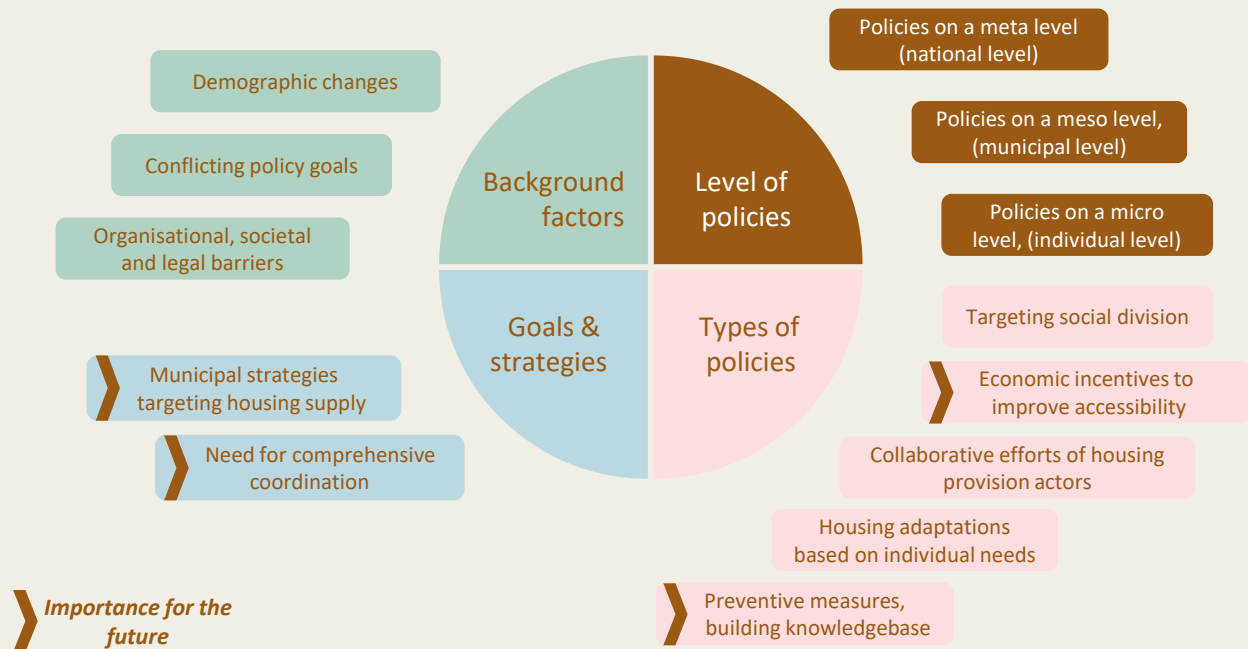 Demographic changes
Conflicting policy goals
Organisational, societal
and legal barriers
Background
factors
Level of
policies
Policies on a meta level
(national level)
Policies on a meso level,
(municipal level)
Policies on a micro
level, (individual level)
Goals &
strategies
Municipal strategies
targeting housing supply
Need for comprehensive
coordination
Types of
policies
Targeting social division
Economic incentives to
improve accessibility
Collaborative efforts of housing
provision actors
Housing adaptations
based on individual needs
Preventive measures,
building knowledgebase
Importance for the
future